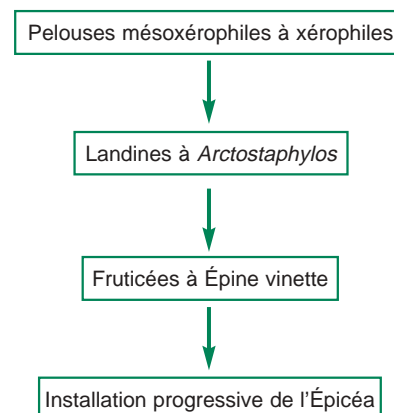 Pelouses mésoxérophiles à xérophiles
Landines à Arctostaphylos
Fruticées à Épine vinette
Installation progressive de l'Épicéa